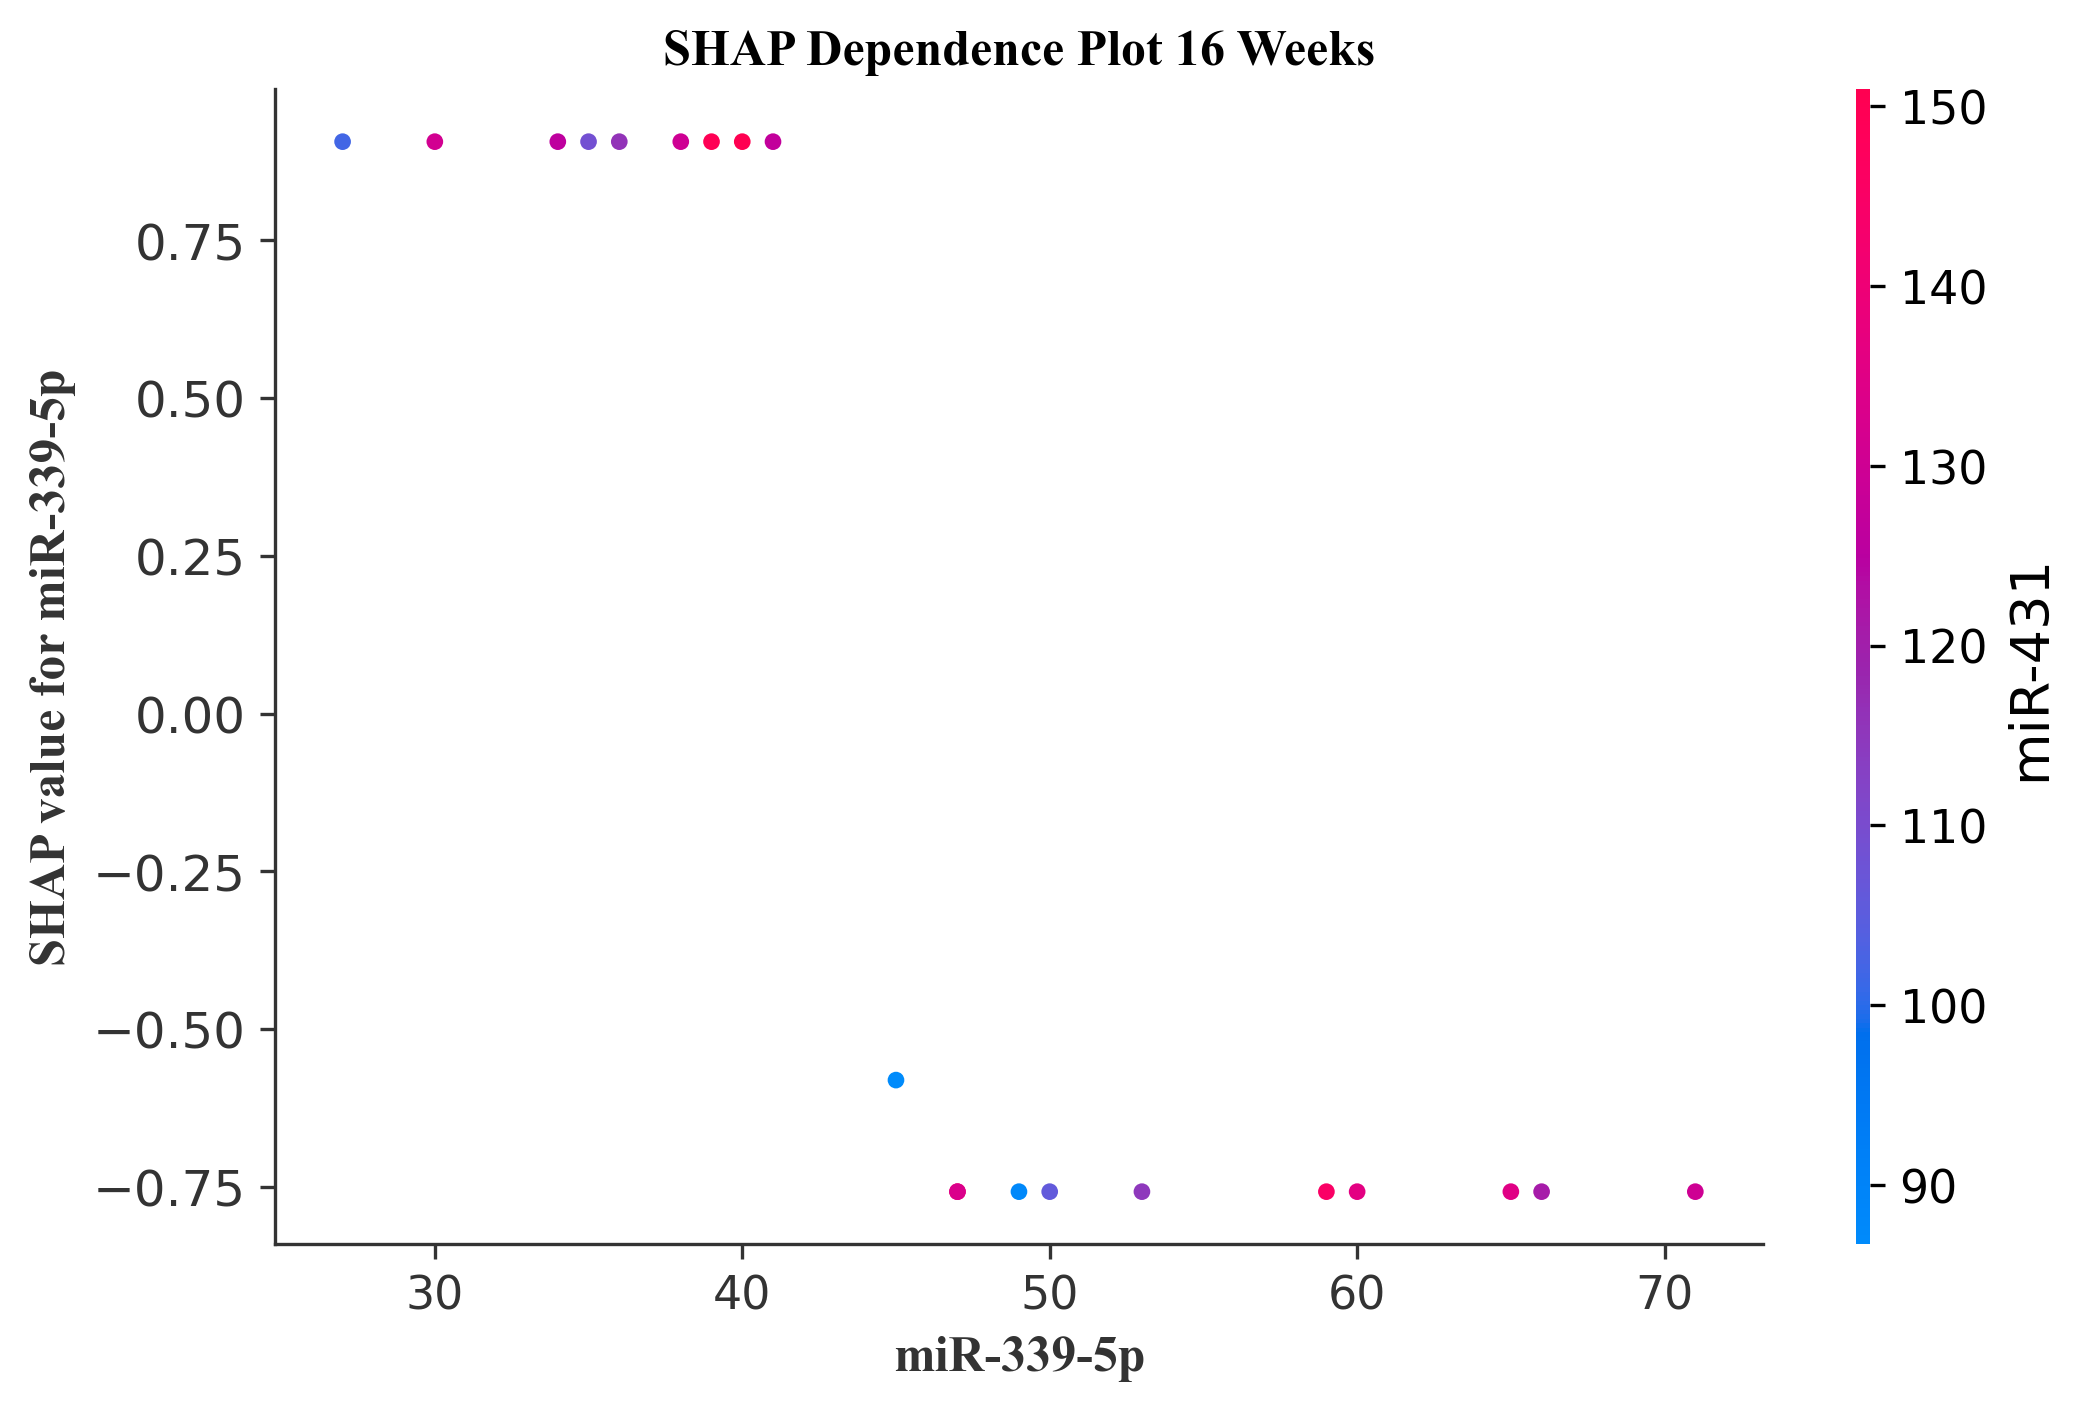 SHAP Dependence Plot 16 Weeks
SHAP value for miR-339-5p
0.75
0.50
0.25
0.00
−0.25
−0.50
−0.75
30 40 50 60 70
miR-339-5p
150
140
130
120
110
100
90
miR-431